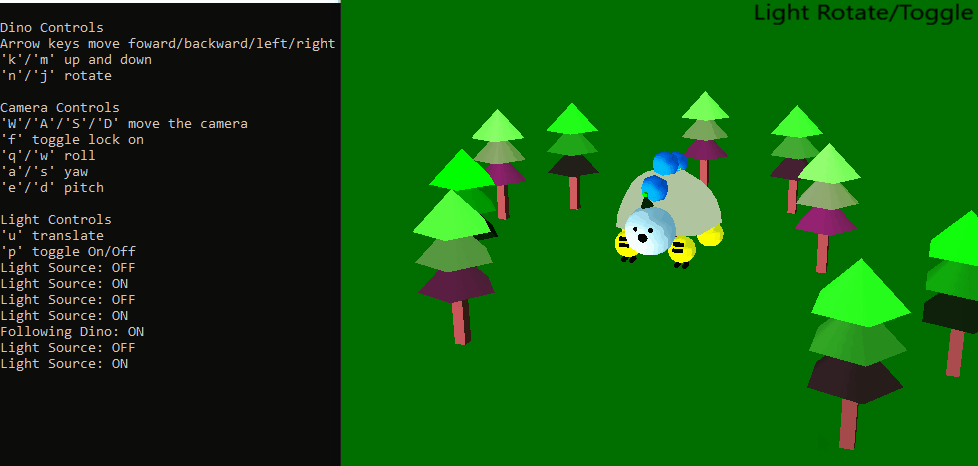 Dino Controls
Arrow keys move foward/backward/left/right
'k'/'m' up and down
'n'/'j' rotate
Camera Controls
'W'/'A'/'S'/'D' move the camera
'f' toggle lock on
'q'/'w' roll
'a'/'s' yaw
'e'/'d' pitch
Light Controls
'u' translate
'p' toggle On/Off
Light Source: OFF
Light Source: ON
Light Source: OFF
Light Source: ON
Following Dino: ON
Light Source: OFF
Light Source: ON
Light Rotate/Toggle